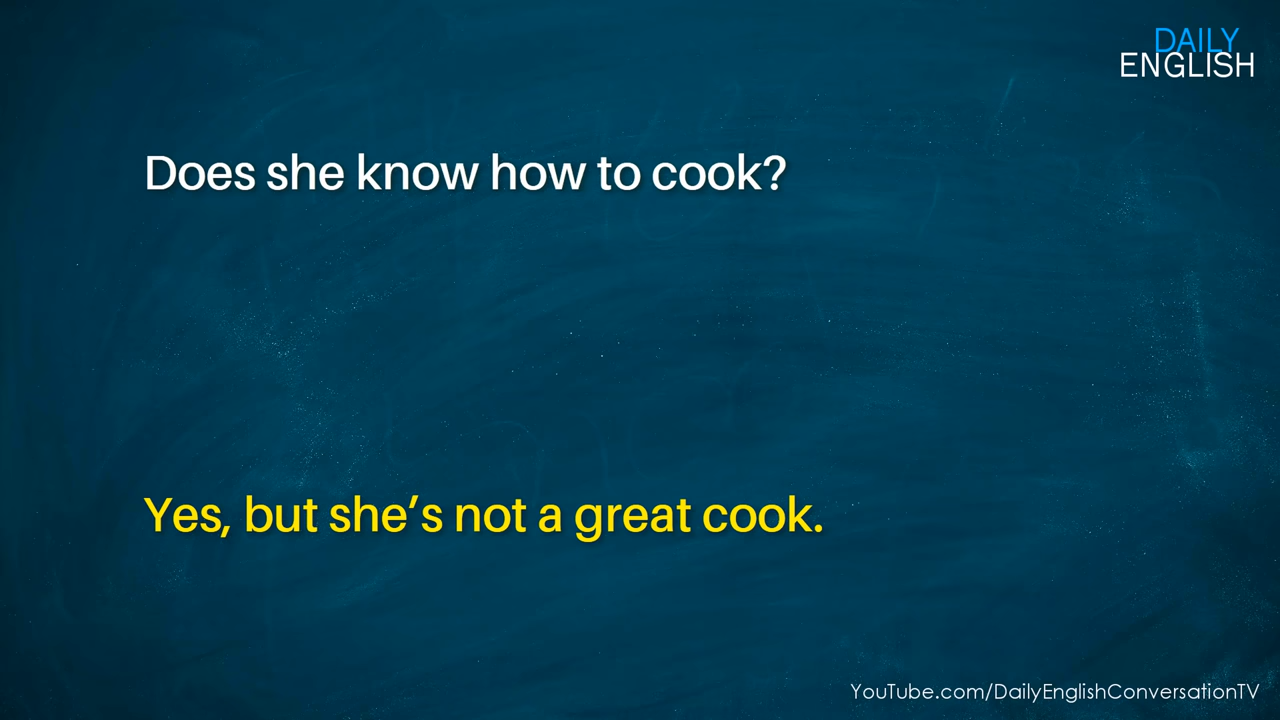 DAILY
ENGLISH
Does she know how to cook?
Yes, but she’s not a great cook.
YouTube.com/DailyEnglishConversationTV